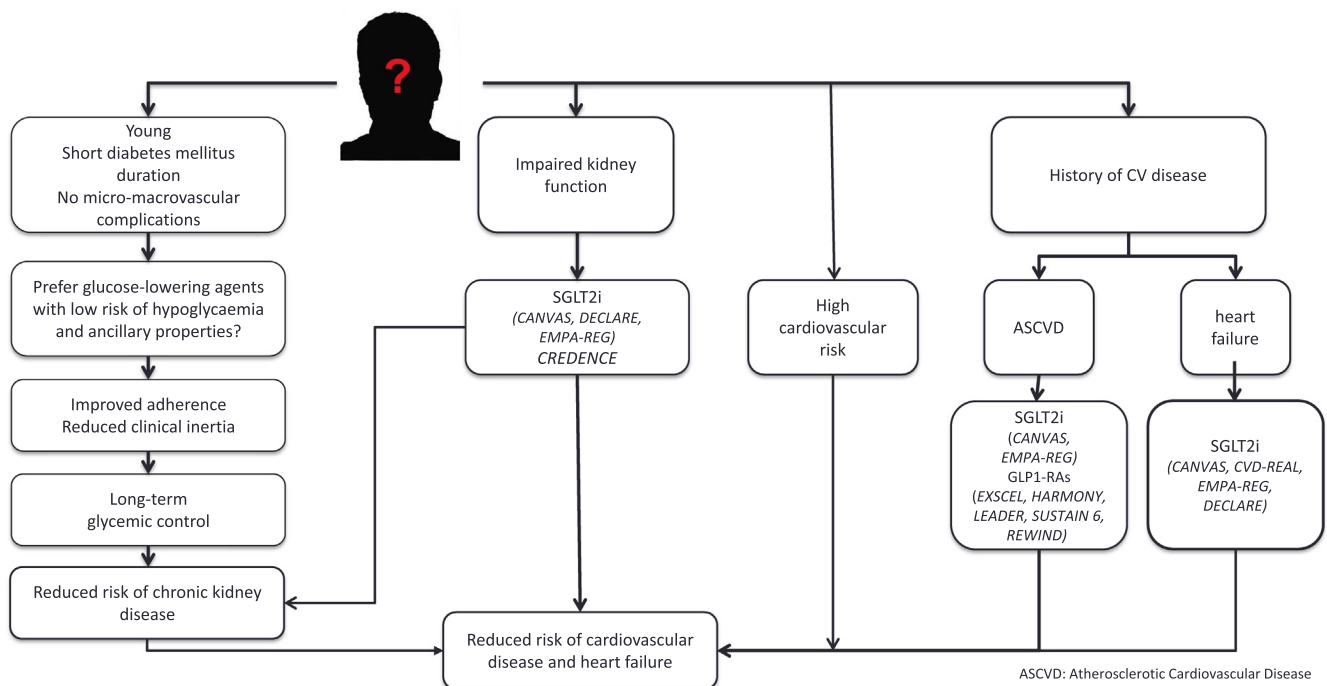 ?
Young
Short diabetes mellitus
duration
No micro-macrovascular
complications
Prefer glucose-lowering agents
with low risk of hypoglycaemia
and ancillary properties?
Improved adherence
Reduced clinical inertia
Long-term
glycemic control
Reduced risk of chronic kidney
disease
Impaired kidney
function
SGLT2i
(CANVAS, DECLARE,
EMPA-REG)
CREDENCE
High
cardiovascular
risk
History of CV disease
ASCVD
SGLT2i
(CANVAS,
EMPA-REG)
GLP1-RAs
(EXSCEL, HARMONY,
LEADER, SUSTAIN 6,
REWIND)
heart
failure
SGLT2i
(CANVAS, CVD-REAL,
EMPA-REG,
DECLARE)
Reduced risk of cardiovascular
disease and heart failure
ASCVD: Atherosclerotic Cardiovascular Disease